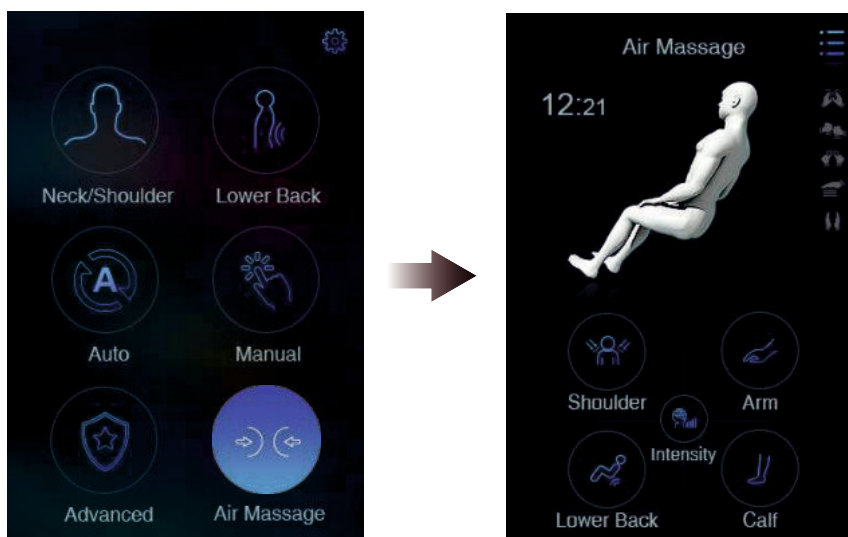 Neck/Shoulder Lower Back
A
Auto Manual
Advanced Air Massage
Air Massage
12:21
Shoulder Arm
Intensity
Lower Back Calf